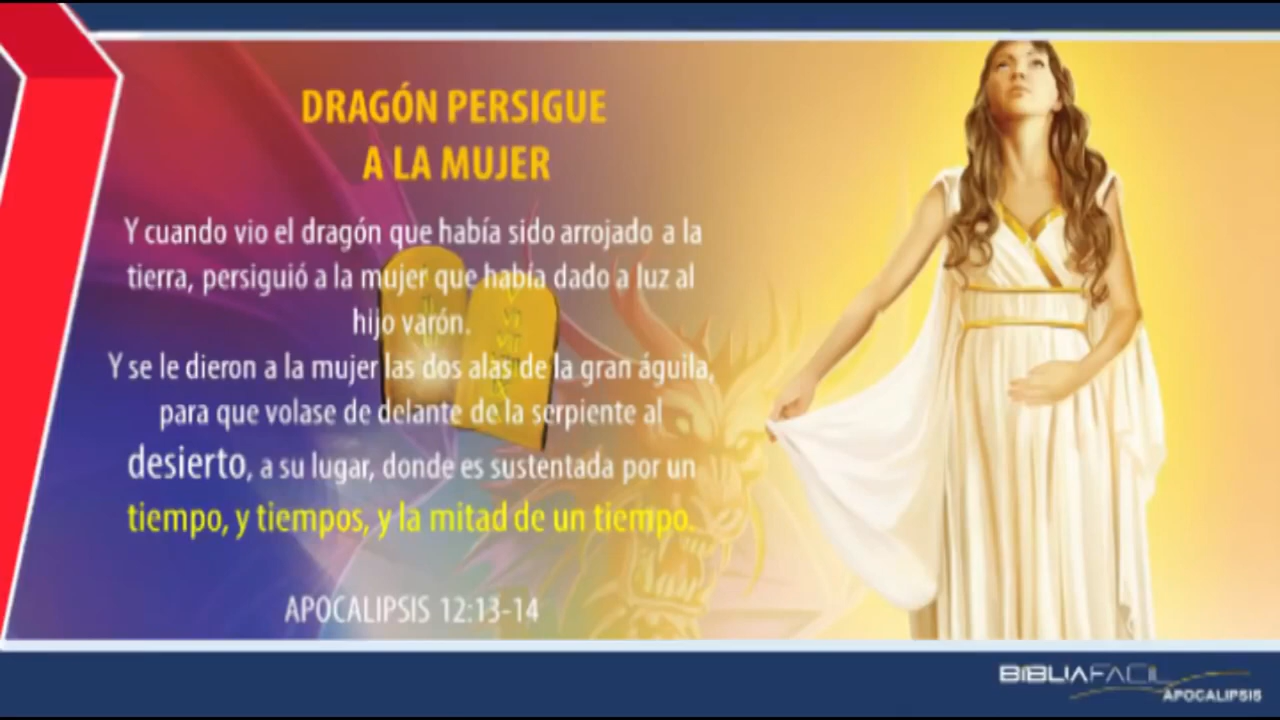 DRAGÓN PERSIGUE
A LA MUJER
Y cuando vio el dragón que había sido arrojado a la
tierra, persiguió a la mujer que había dado a luz al
hijo varón.
Y se le dieron a la mujer las dos alas de la gran águila,
para que volase de delante de la serpiente al
desierto, a su lugar, donde es sustentada por un
tiempo, y tiempos, y la mitad de un tiempo.
APOCALIPSIS 12:13-14
BIBLIAFACIL
APOCALIPSIS